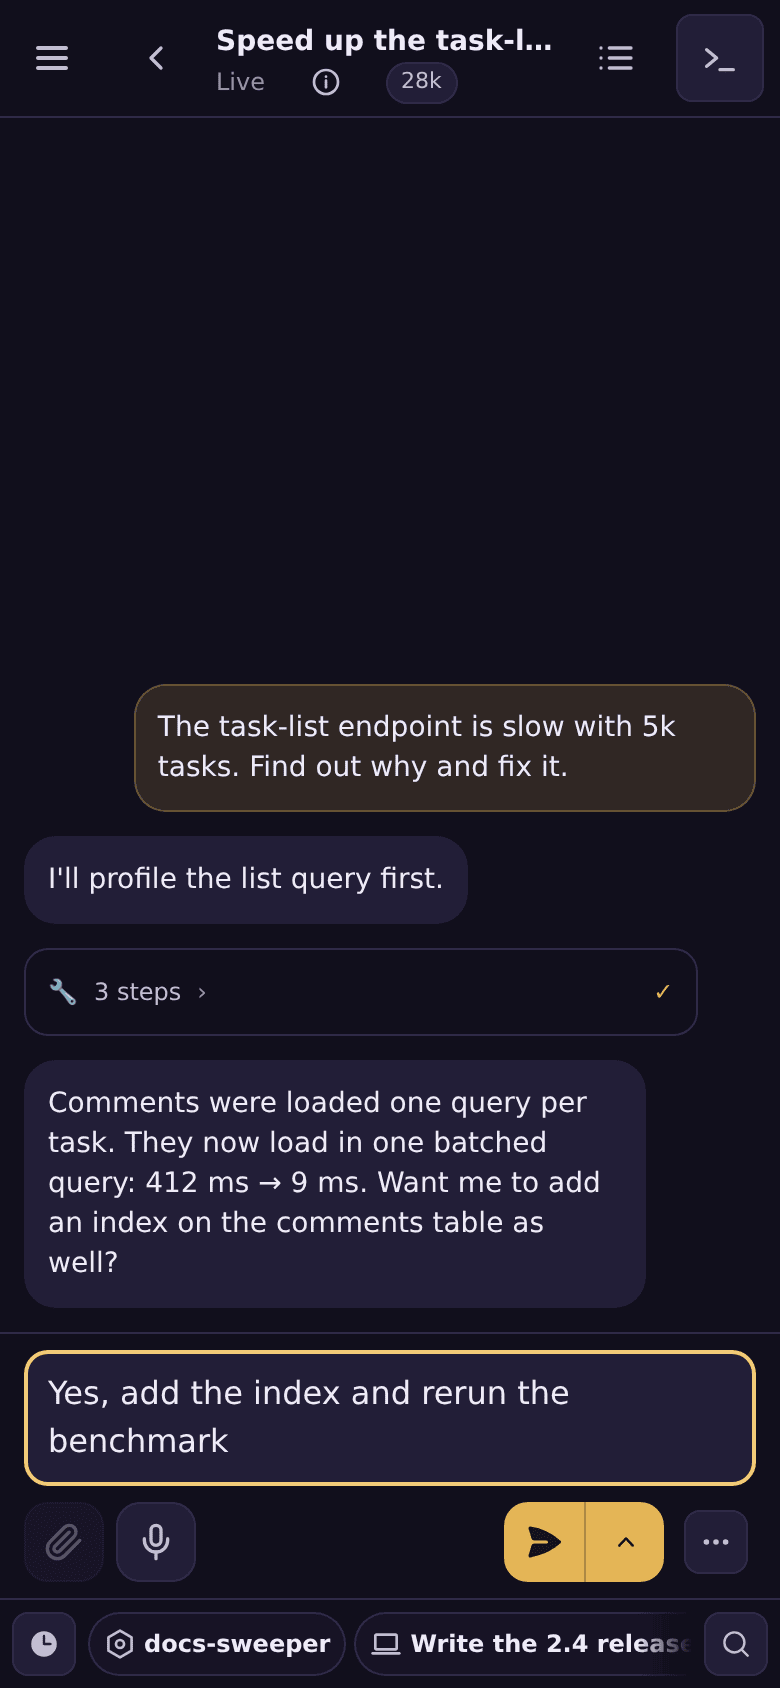 Speed up the task-l…
Live
28k
The task-list endpoint is slow with 5k
tasks. Find out why and fix it.
I'll profile the list query first.
3 steps ›
✓
Comments were loaded one query per
task. They now load in one batched
query: 412 ms → 9 ms. Want me to add
an index on the comments table as
well?
Yes, add the index and rerun the
benchmark
docs-sweeper
Write the 2.4 release